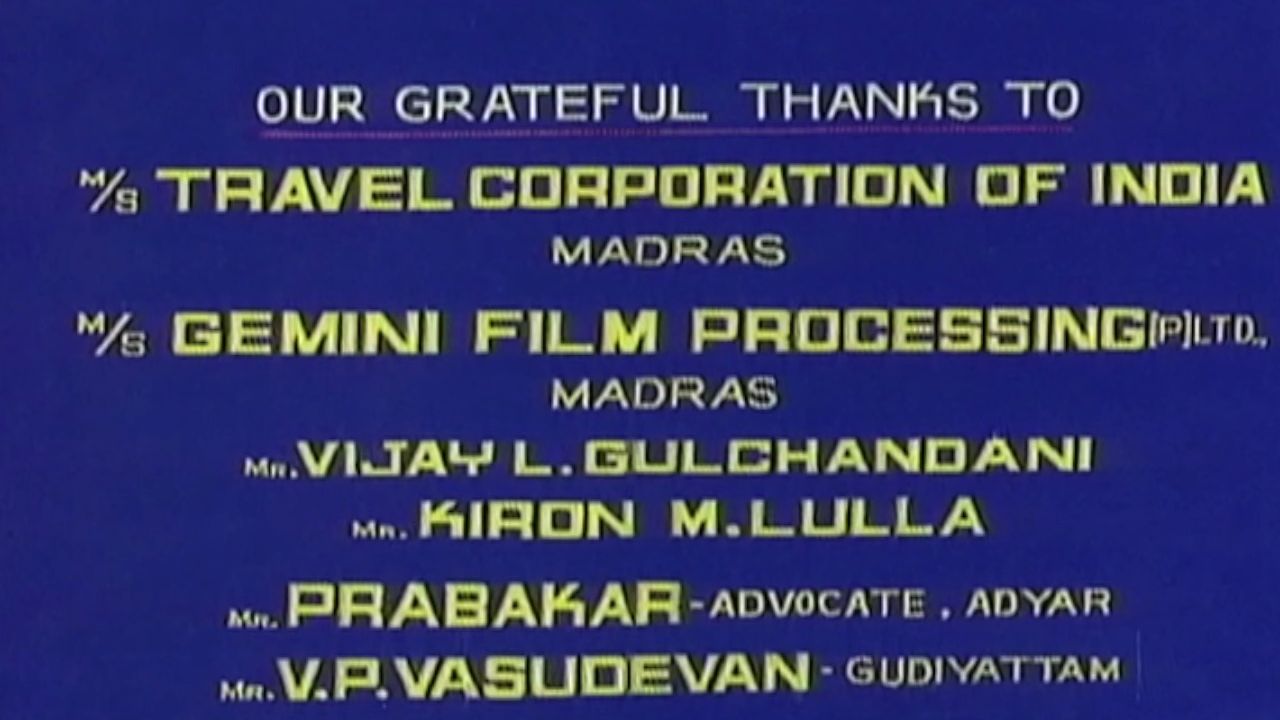 OUR GRATEFUL THANKS TO
M/S TRAVEL CORPORATION OF INDIA
MADRAS
M/S GEMINI FILM PROCESSING [P] LTD.,
MADRAS
MR. VIJAY L. GULCHANDANI
MR. KIRON M. LULLA
MR. PRABAKAR - ADVOCATE, ADYAR
MR. V.P. VASUDEVAN - GUDIYATTAM